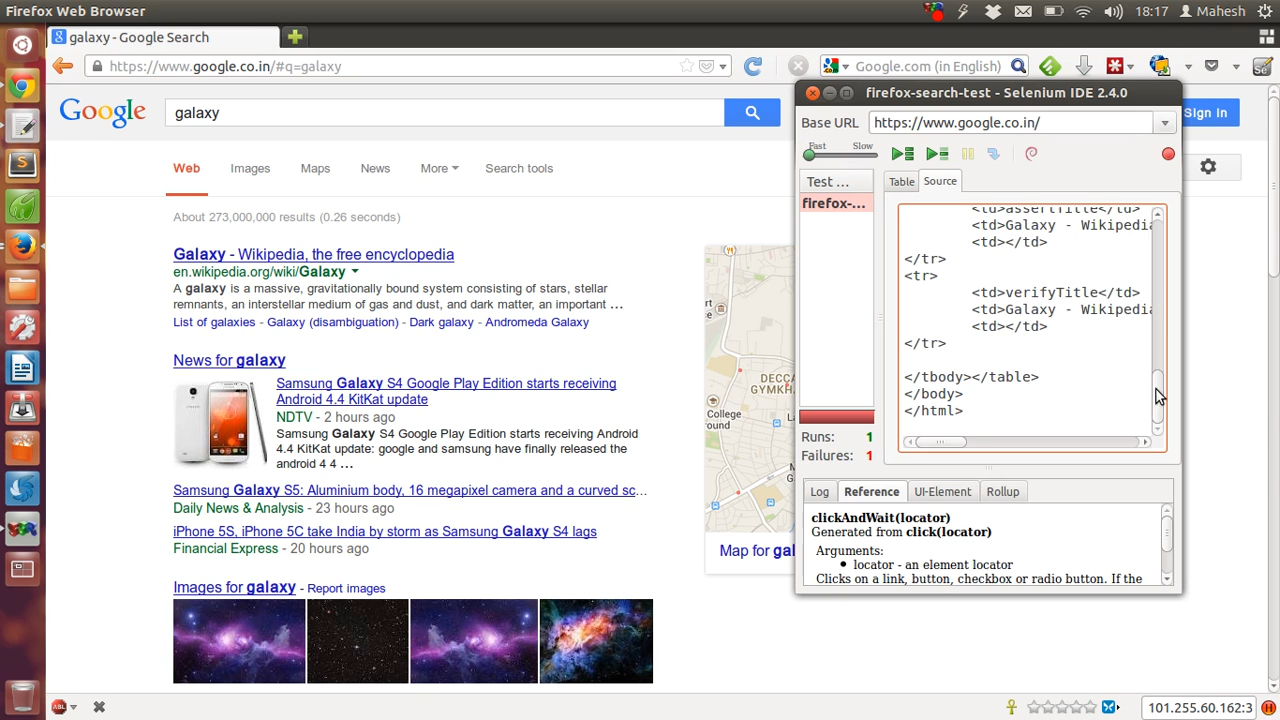 Firefox Web Browser
18:17
Mahesh
galaxy - Google Search
https://www.google.co.in/#q=galaxy
Google.com (in English)
Google
galaxy
Sign In
Web
Images
Maps
News
More
Search tools
About 273,000,000 results (0.26 seconds)
Galaxy - Wikipedia, the free encyclopedia
en.wikipedia.org/wiki/Galaxy
A galaxy is a massive, gravitationally bound system consisting of stars, stellar
remnants, an interstellar medium of gas and dust, and dark matter, an important ...
List of galaxies - Galaxy (disambiguation) - Dark galaxy - Andromeda Galaxy
News for galaxy
Samsung Galaxy S4 Google Play Edition starts receiving
Android 4.4 KitKat update
NDTV - 2 hours ago
Samsung Galaxy S4 Google Play Edition starts receiving Android
4.4 KitKat update: google and samsung have finally released the
android 4 4 ...
Samsung Galaxy S5: Aluminium body, 16 megapixel camera and a curved sc...
Daily News & Analysis - 23 hours ago
iPhone 5S, iPhone 5C take India by storm as Samsung Galaxy S4 lags
Financial Express - 20 hours ago
Images for galaxy - Report images
DECCA
GYMKHA
College
round
Map for gal
firefox-search-test - Selenium IDE 2.4.0
Base URL
https://www.google.co.in/
Fast
Slow
Test ...
firefox-...
Table
Source
<td>assertTitle</td>
<td>Galaxy - Wikipedia
<td></td>
</tr>
<tr>
<td>verifyTitle</td>
<td>Galaxy - Wikipedia
<td></td>
</tr>
</tbody></table>
</body>
</html>
Runs: 1
Failures: 1
Log
Reference
UI-Element
Rollup
clickAndWait(locator)
Generated from click(locator)
Arguments:
locator - an element locator
Clicks on a link, button, checkbox or radio button. If the
101.255.60.162:3